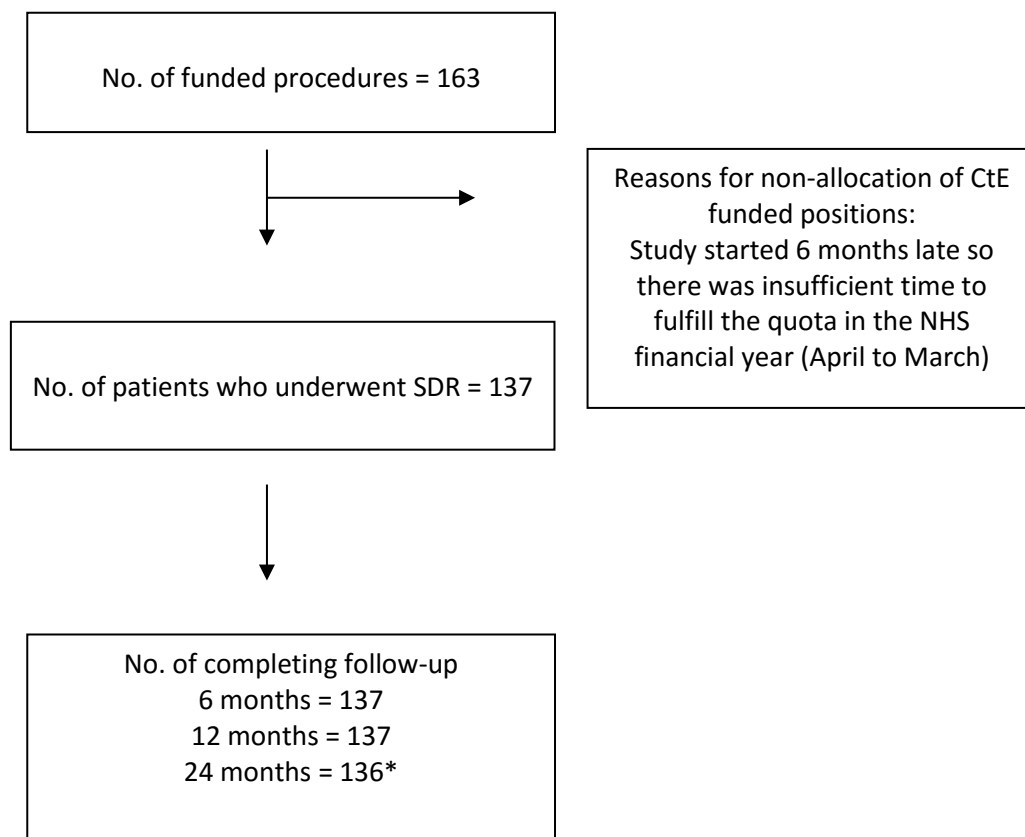 No. of funded procedures = 163
Reasons for non-allocation of CtE
funded positions:
Study started 6 months late so
there was insufficient time to
fulfill the quota in the NHS
financial year (April to March)
No. of patients who underwent SDR = 137
No. of completing follow-up
6 months = 137
12 months = 137
24 months = 136*